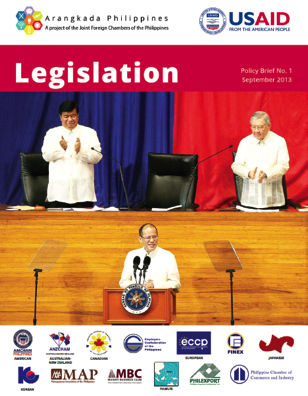 Arangkada Philippines
A project of the Joint Foreign Chambers of the Philippines
USAID
FROM THE AMERICAN PEOPLE
Legislation
Policy Brief No. 1
September 2013
AMERICAN
ANZCHAM
AUSTRALIAN-
NEW ZEALAND
CANADIAN
Employers
Confederation
of the
Philippines
eccp
EUROPEAN
FINEX
JAPANESE
KOREAN
MAP
Management Association of the Philippines
MBC
MAKATI BUSINESS CLUB
PAMURI
PHILEXPORT
Philippine Chamber of
Commerce and Industry